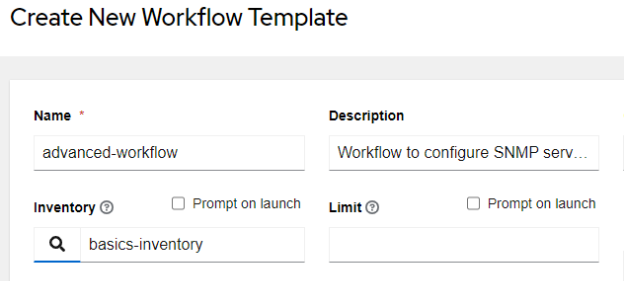 Create New Workflow Template
Name * Description
advanced-workflow Workflow to configure SNMP serv...
Inventory Prompt on launch Limit Prompt on launch
basics-inventory